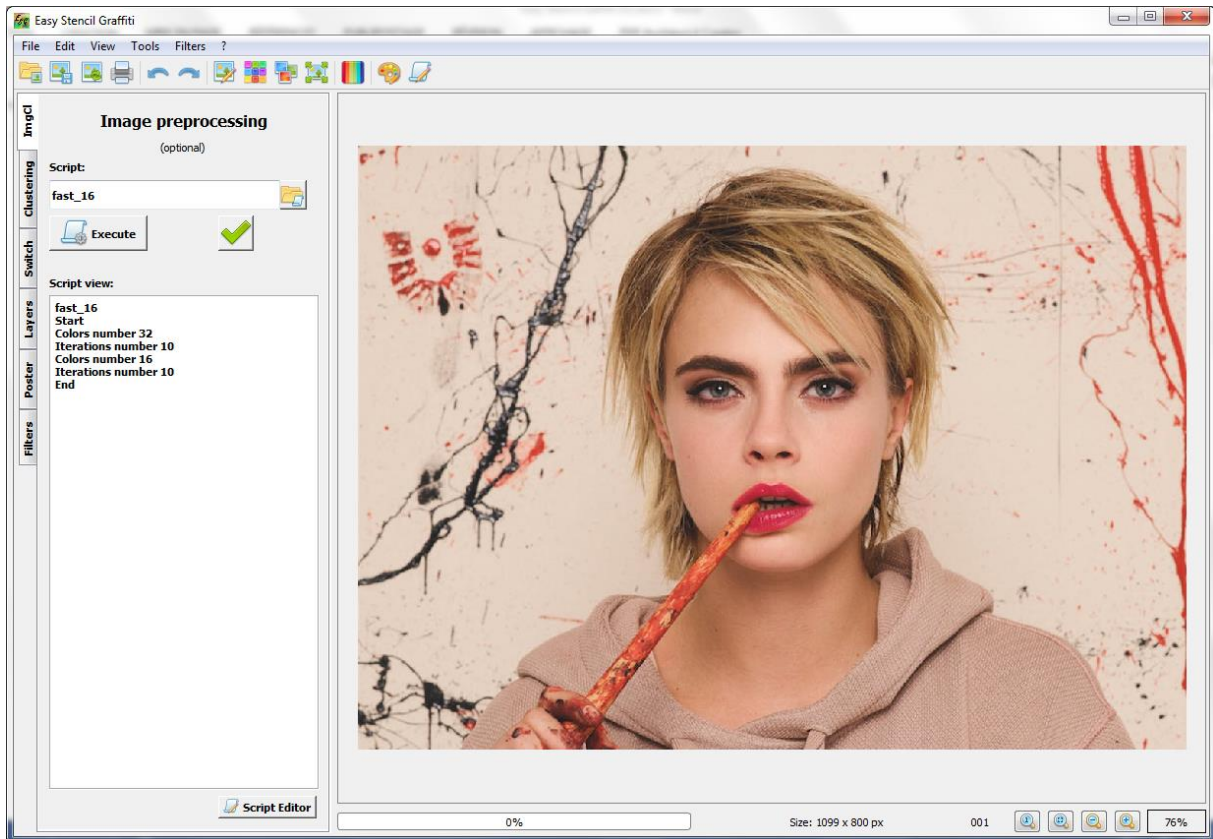 Easy Stencil Graffiti
File Edit View Tools Filters ?
ImgCl
Clustering
Switch
Layers
Poster
Filters
Image preprocessing
(optional)
Script:
fast_16
Execute
Script view:
fast_16
Start
Colors number 32
Iterations number 10
Colors number 16
Iterations number 10
End
Script Editor
0%
Size: 1099 x 800 px
001
76%